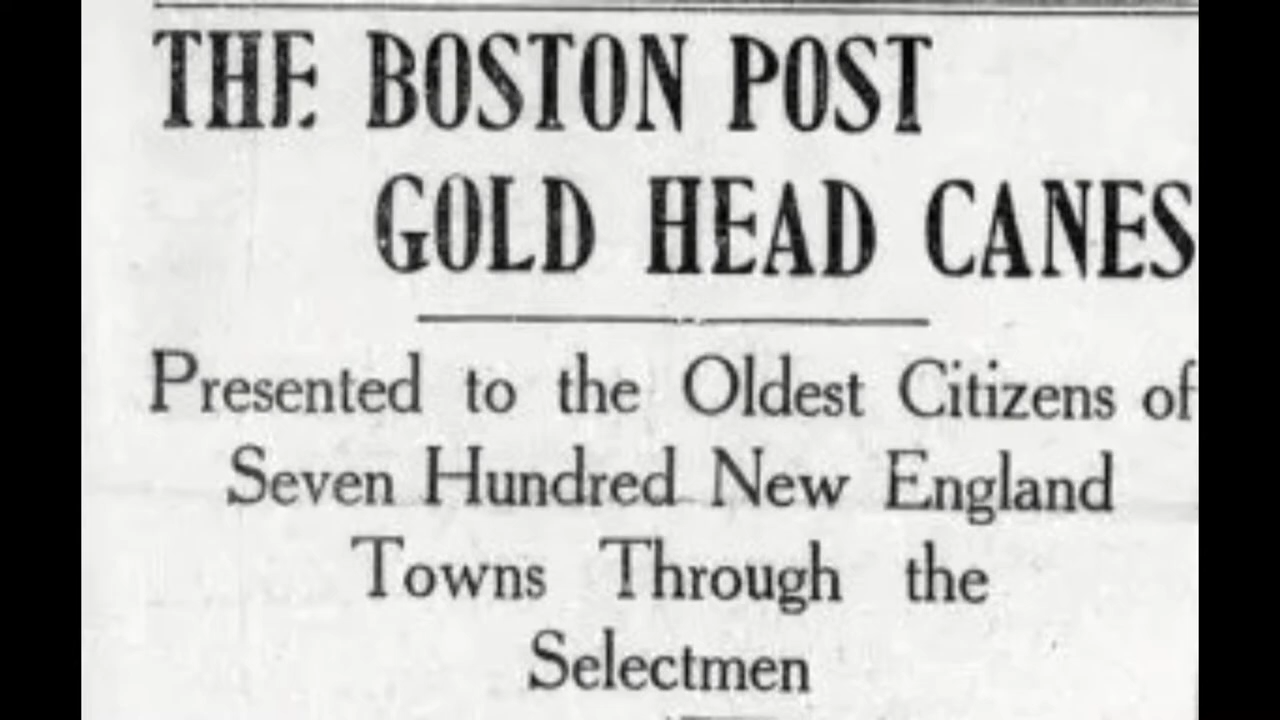 THE BOSTON POST
GOLD HEAD CANES
Presented to the Oldest Citizens of
Seven Hundred New England
Towns Through the
Selectmen